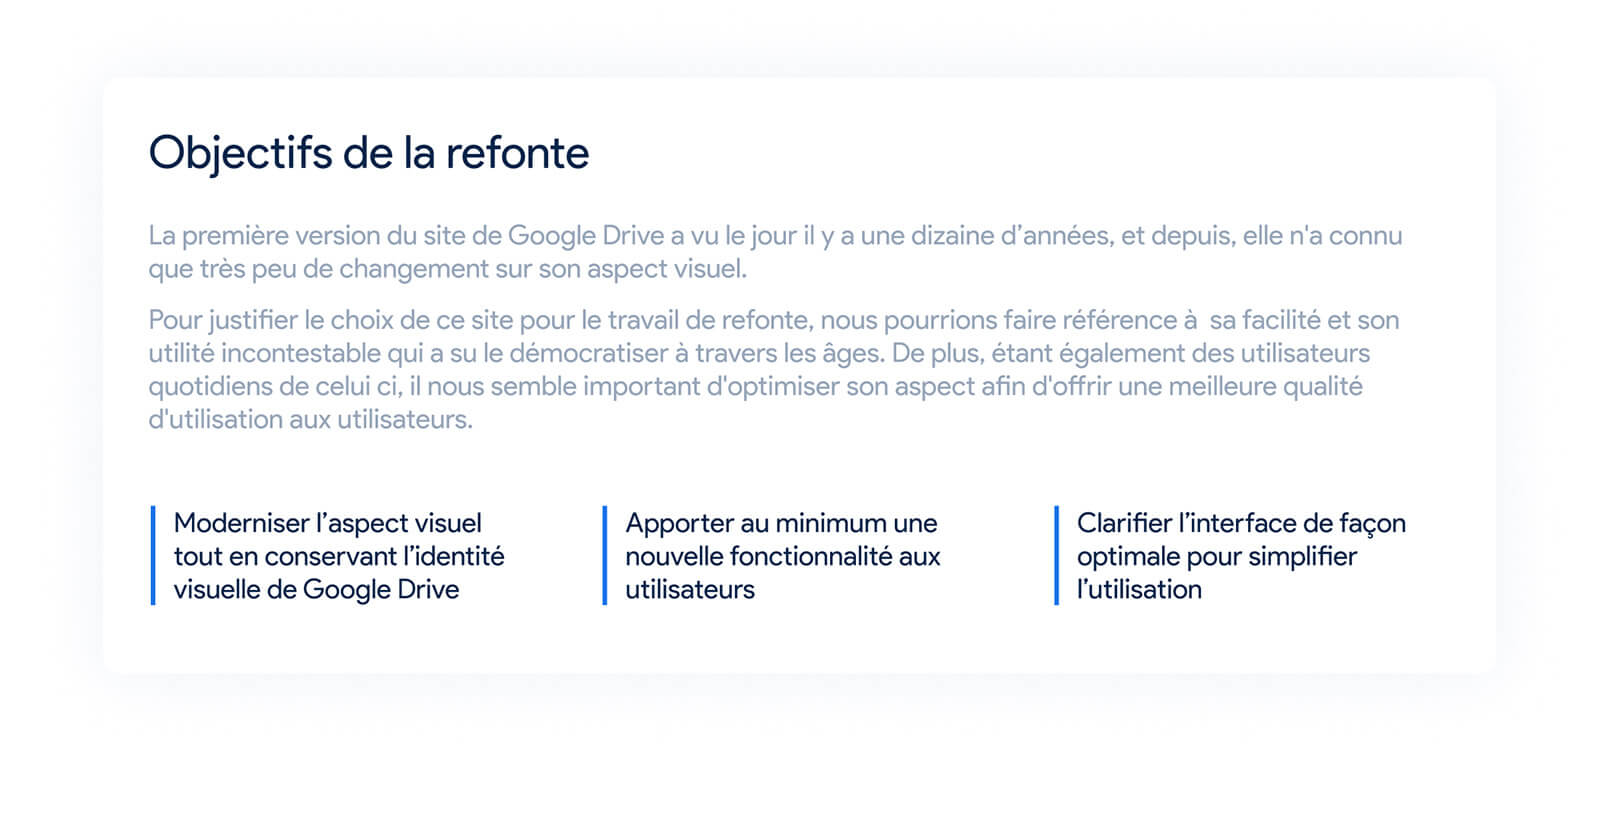 Objectifs de la refonte
La première version du site de Google Drive a vu le jour il y a une dizaine d’années, et depuis, elle n'a connu
que très peu de changement sur son aspect visuel.
Pour justifier le choix de ce site pour le travail de refonte, nous pourrions faire référence à  sa facilité et son
utilité incontestable qui a su le démocratiser à travers les âges. De plus, étant également des utilisateurs
quotidiens de celui ci, il nous semble important d'optimiser son aspect afin d'offrir une meilleure qualité
d'utilisation aux utilisateurs.
Moderniser l’aspect visuel
tout en conservant l’identité
visuelle de Google Drive
Apporter au minimum une
nouvelle fonctionnalité aux
utilisateurs
Clarifier l’interface de façon
optimale pour simplifier
l’utilisation